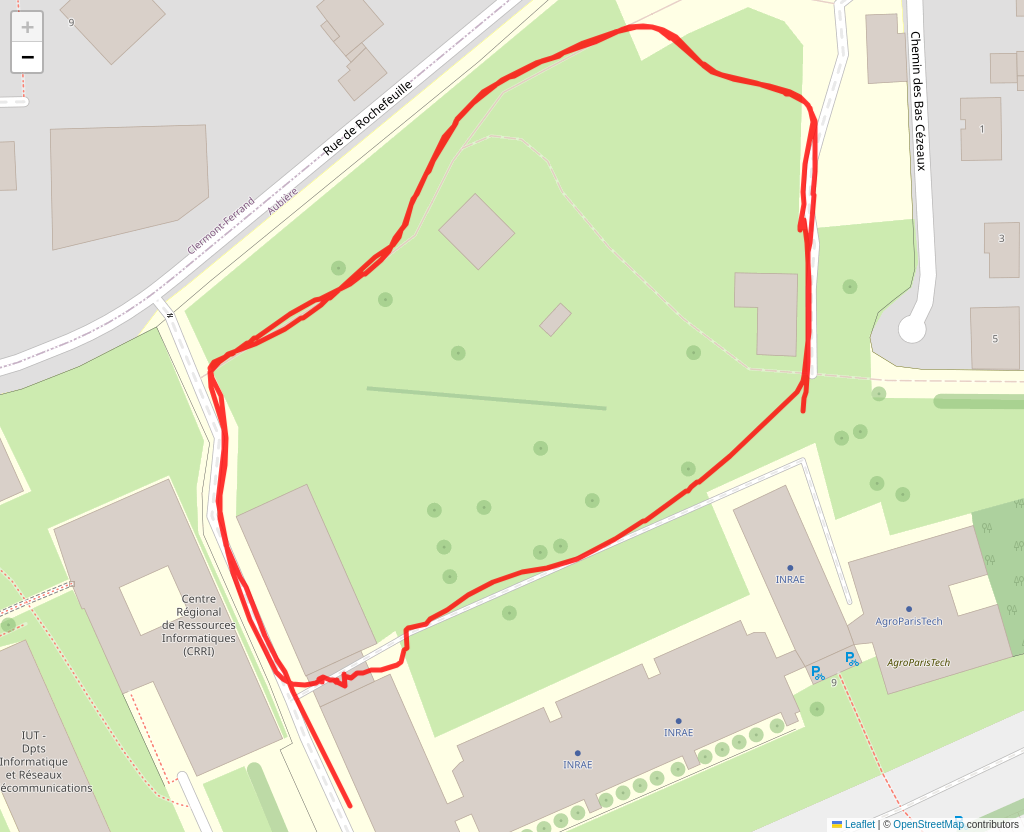 +
−
9
Rue de Rochefeuille
Clermont-Ferrand
Aubière
Chemin des Bas Cézeaux
1
3
5
Centre
Régional
de Ressources
Informatiques
(CRRI)
INRAE
AgroParisTech
AgroParisTech
9
INRAE
INRAE
IUT -
Dpts
Informatique
et Réseaux
écommunications
Leaflet | © OpenStreetMap contributors